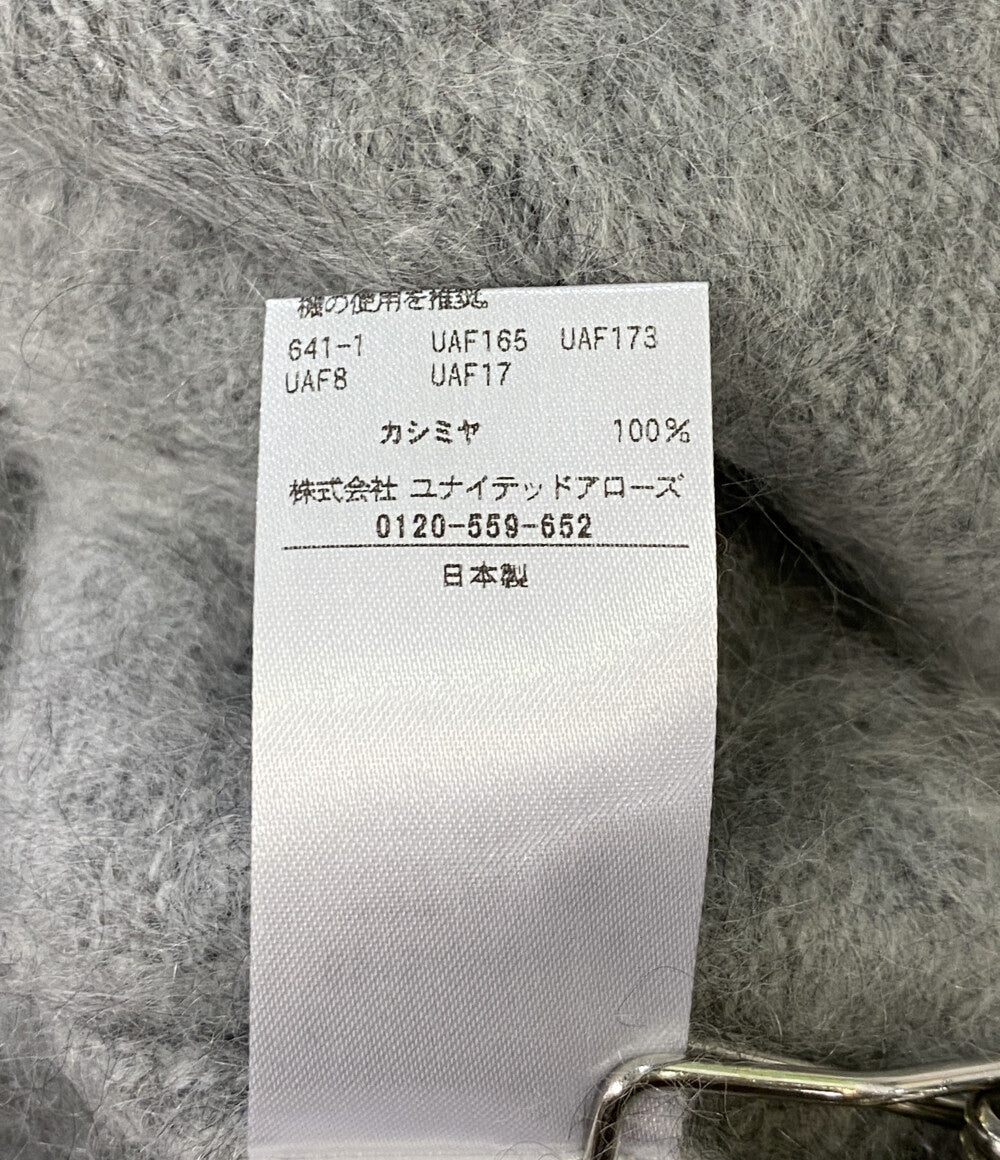 機の使用を推奨。
641-1 UAF165 UAF173
UAF8 UAF17
カシミヤ 100%
株式会社 ユナイテッドアローズ
0120-559-652
日本製